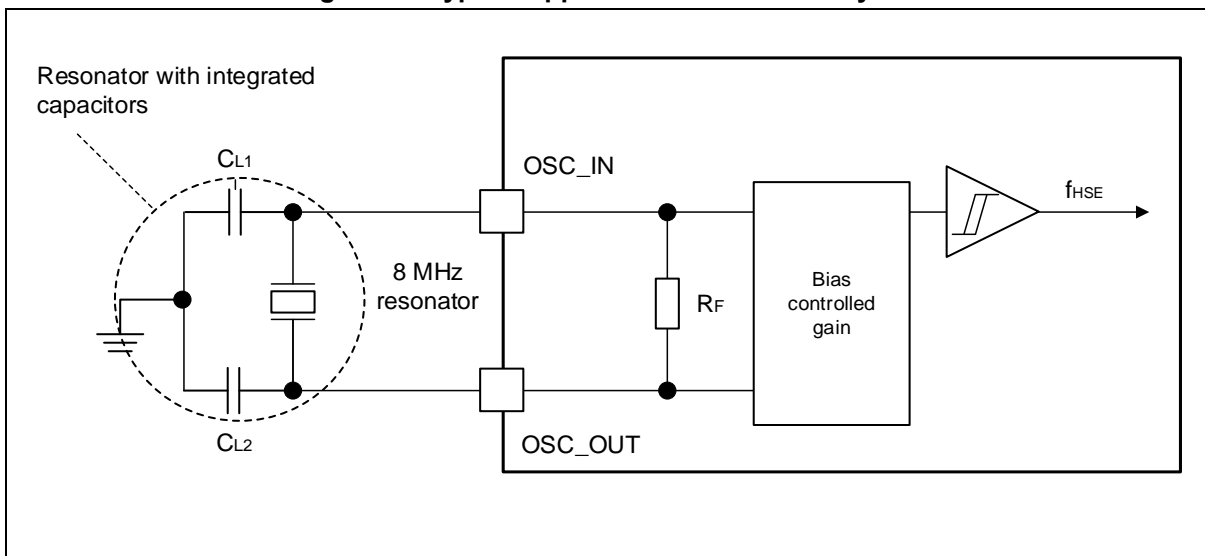 Resonator with integrated
capacitors
CL1
OSC_IN
fHSE
8 MHz
resonator
RF
Bias
controlled
gain
CL2
OSC_OUT